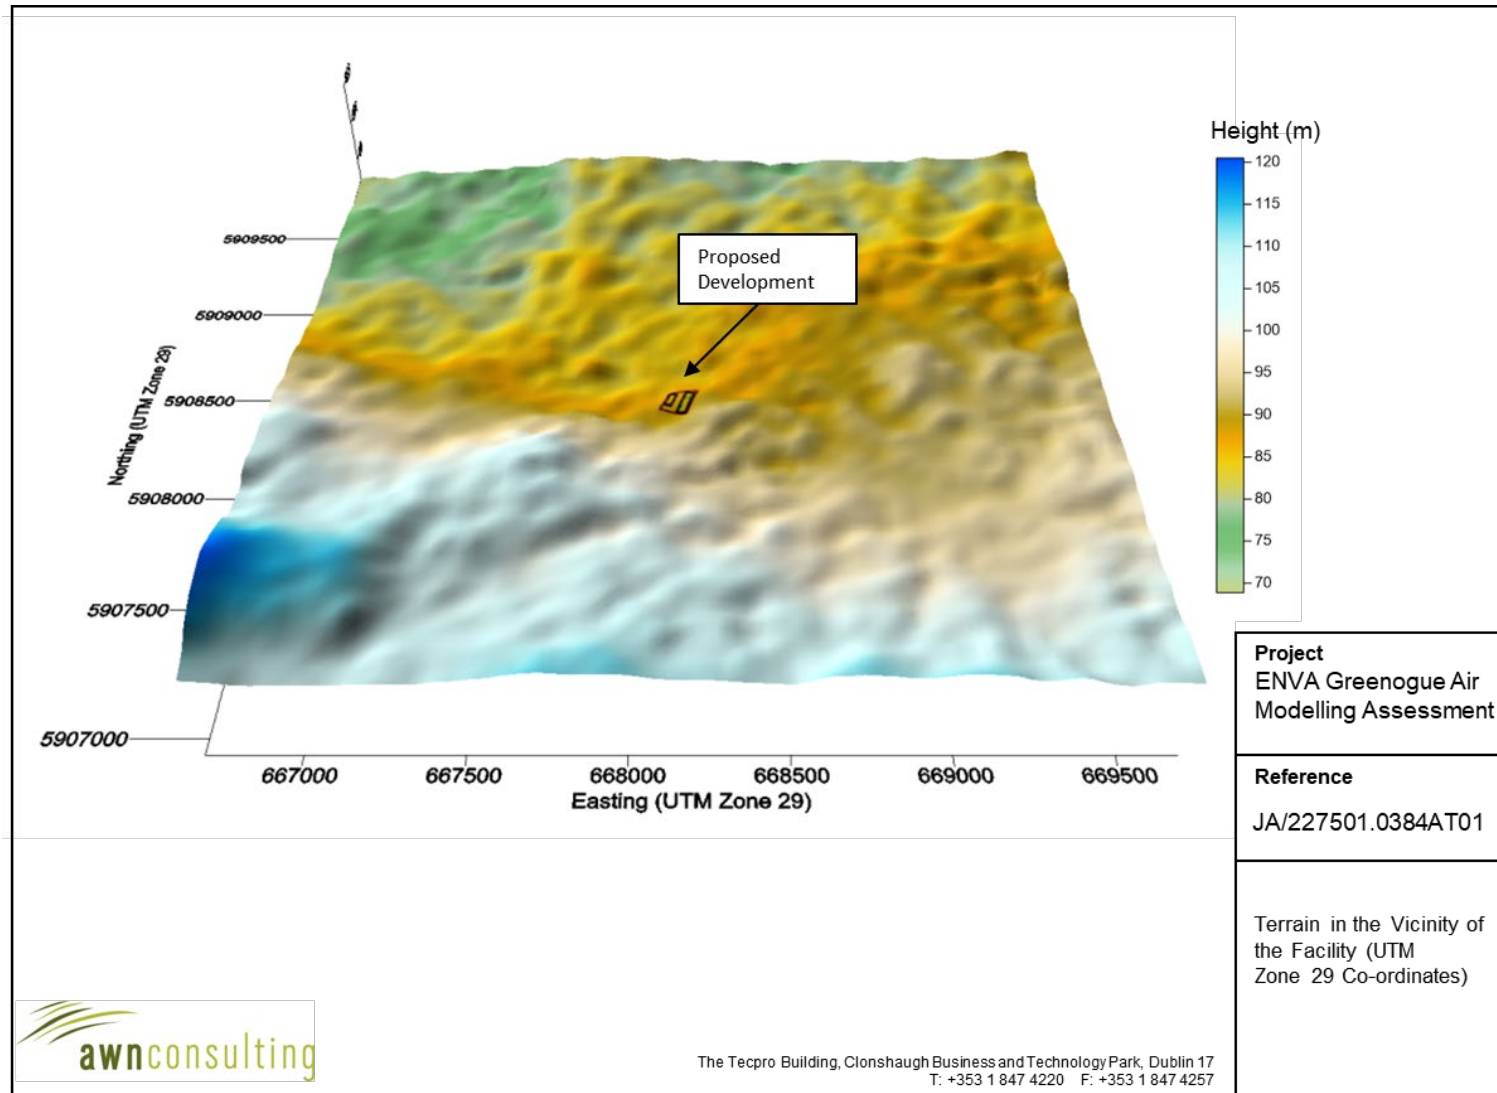 Height (m)
120
115
110
105
100
95
90
85
80
75
70
Proposed
Development
5909500
5909000
5908500
5908000
5907500
5907000
Northing (UTM Zone 29)
667000
667500
668000
668500
669000
669500
Easting (UTM Zone 29)
Project
ENVA Greenogue Air
Modelling Assessment
Reference
JA/227501.0384AT01
Terrain in the Vicinity of
the Facility (UTM
Zone 29 Co-ordinates)
awnconsulting
The Tecpro Building, Clonshaugh Business and Technology Park, Dublin 17
T: +353 1 847 4220 F: +353 1 847 4257